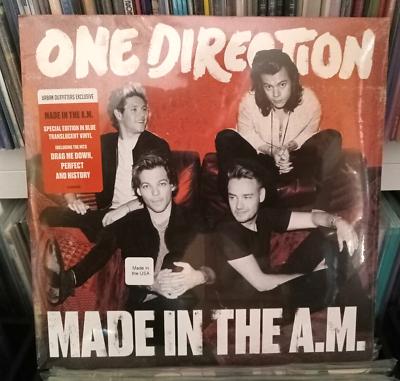 ONE DIRECTION
URBAN OUTFITTERS EXCLUSIVE
MADE IN THE A.M.
SPECIAL EDITION IN BLUE
TRANSLUCENT VINYL
INCLUDING THE HITS
DRAG ME DOWN,
PERFECT
AND HISTORY
Made in
the USA
MADE IN THE A.M.